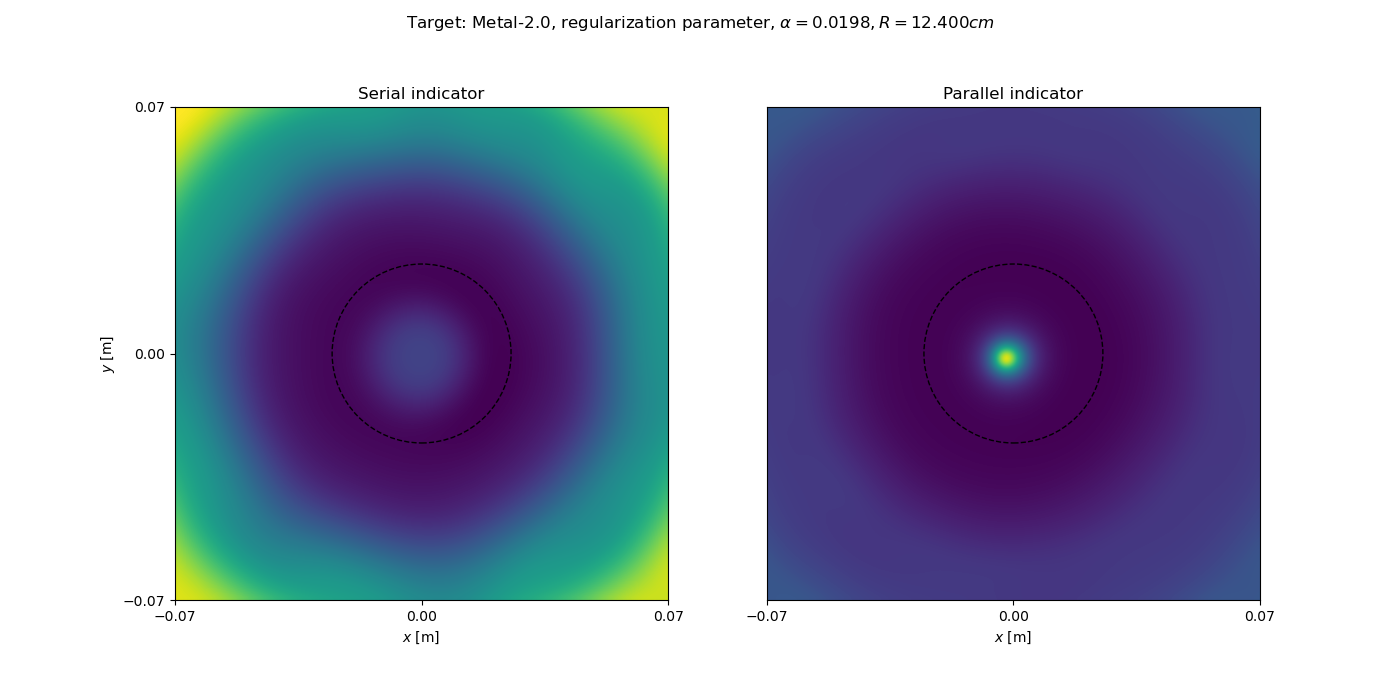 Target: Metal-2.0, regularization parameter, α = 0.0198, R = 12.400cm
Serial indicator
Parallel indicator
0.07
0.00
−0.07
y [m]
−0.07 0.00 0.07
x [m]
−0.07 0.00 0.07
x [m]